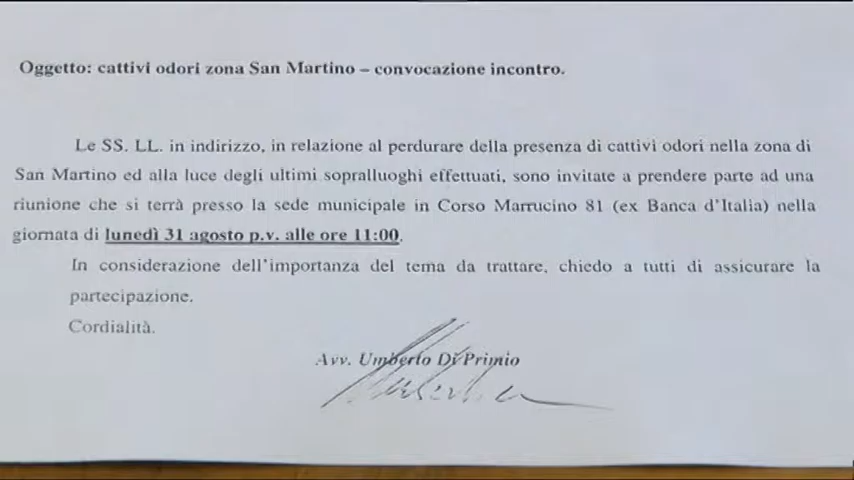 Oggetto: cattivi odori zona San Martino – convocazione incontro.
Le SS. LL. in indirizzo, in relazione al perdurare della presenza di cattivi odori nella zona di
San Martino ed alla luce degli ultimi sopralluoghi effettuati, sono invitate a prendere parte ad una
riunione che si terrà presso la sede municipale in Corso Marrucino 81 (ex Banca d'Italia) nella
giornata di lunedì 31 agosto p.v. alle ore 11:00.
In considerazione dell'importanza del tema da trattare, chiedo a tutti di assicurare la
partecipazione.
Cordialità.
Avv. Umberto Di Primio